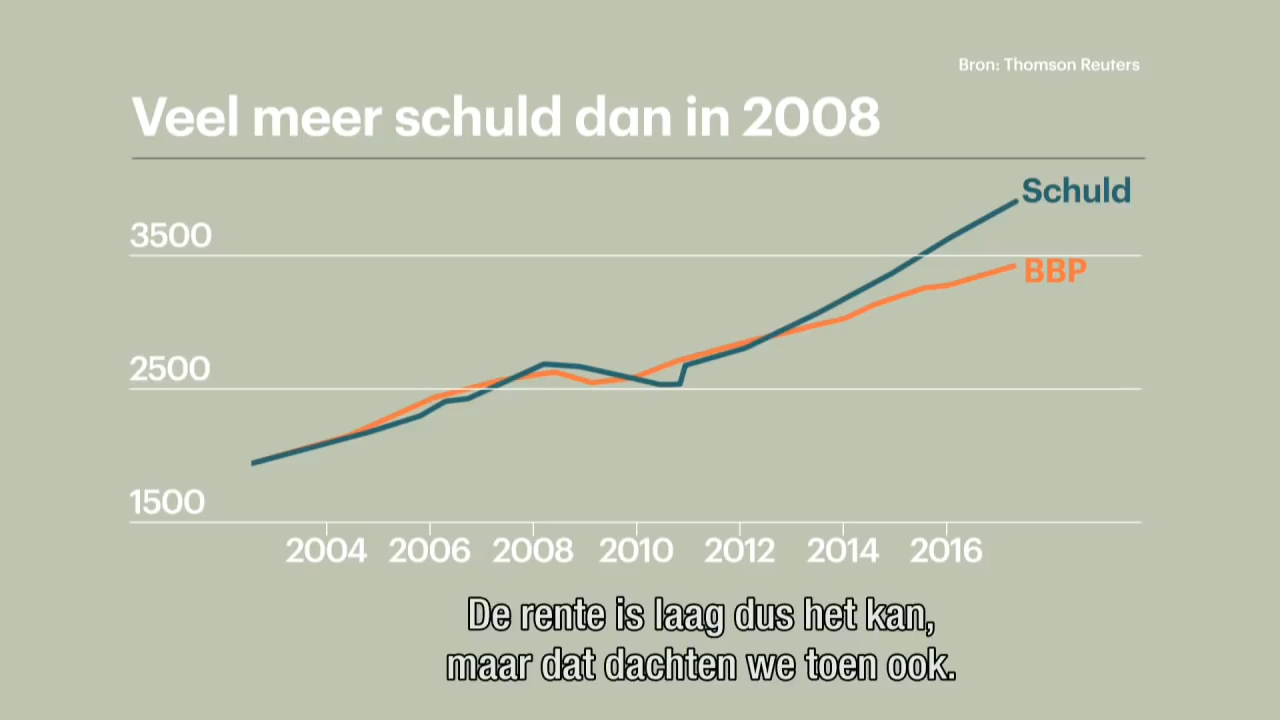 Bron: Thomson Reuters
Veel meer schuld dan in 2008
Schuld
3500
BBP
2500
1500
2004 2006 2008 2010 2012 2014 2016
De rente is laag dus het kan,
maar dat dachten we toen ook.